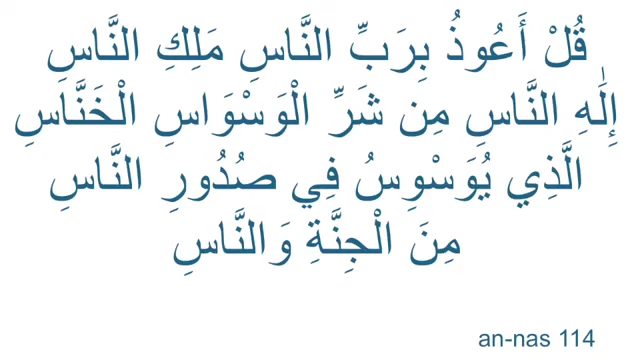 قُلْ أَعُوذُ بِرَبِّ النَّاسِ مَلِكِ النَّاسِ
إِلَٰهِ النَّاسِ مِن شَرِّ الْوَسْوَاسِ الْخَنَّاسِ
الَّذِي يُوَسْوِسُ فِي صُدُورِ النَّاسِ
مِنَ الْجِنَّةِ وَالنَّاسِ
an-nas 114